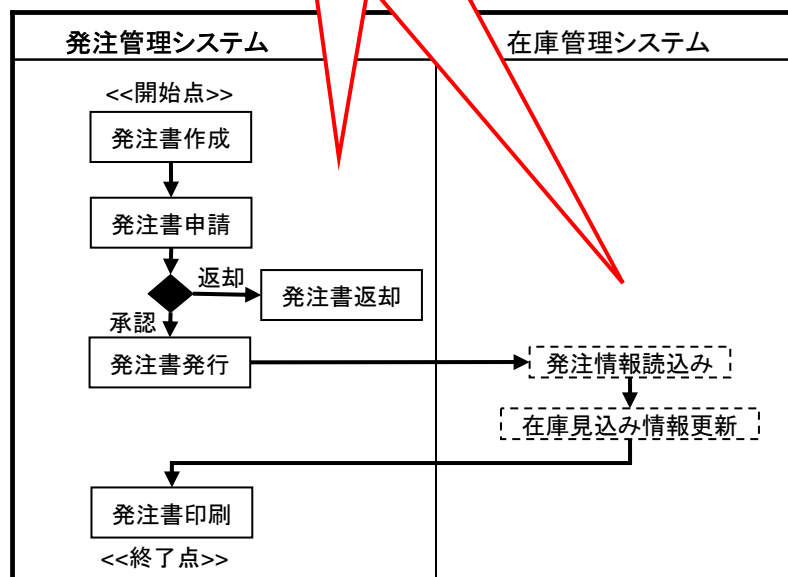 発注管理システム
在庫管理システム
<<開始点>>
発注書作成
発注書申請
返却
発注書返却
承認
発注書発行
発注情報読込み
在庫見込み情報更新
発注書印刷
<<終了点>>